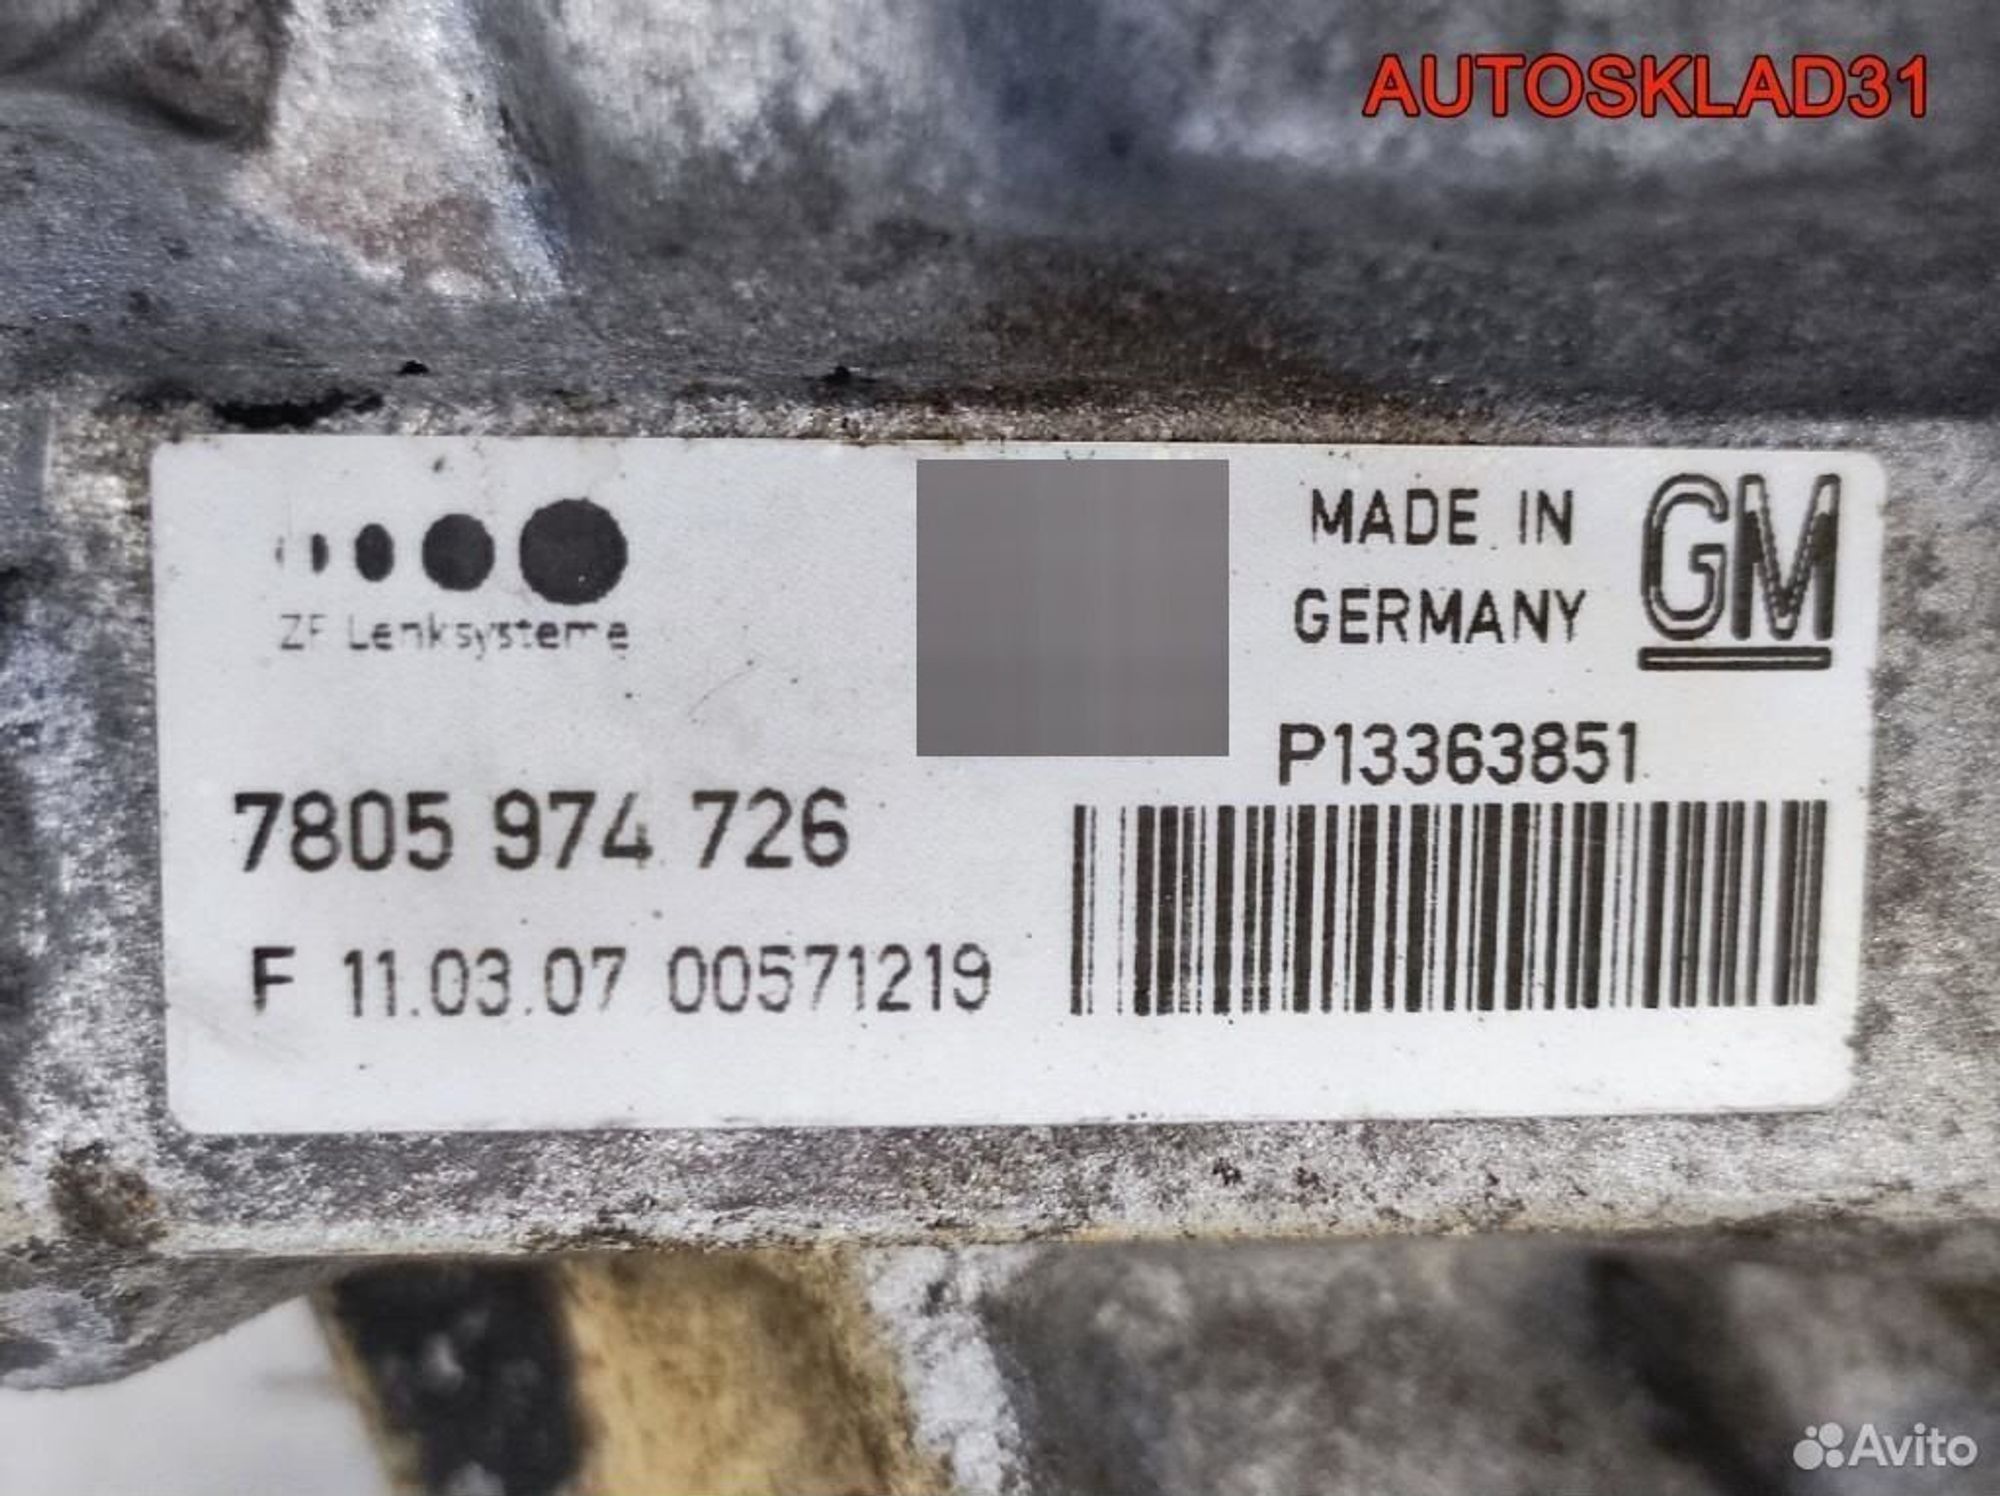 AUTOSKLAD31
ZF Lenksysteme
MADE IN
GERMANY
GM
P13363851
7805 974 726
F 11.03.07 00571219
Avito